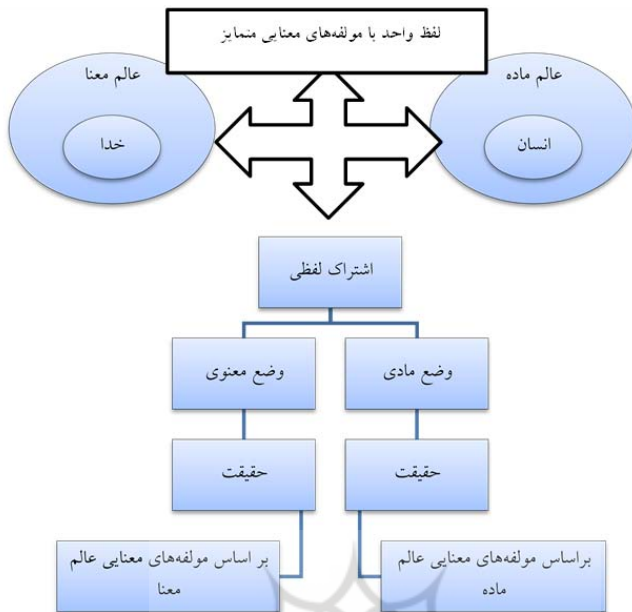 لفظ واحد با مولفه‌های معنایی متمایز
عالم ماده
عالم معنا
انسان
خدا
اشتراک لفظی
وضع مادی
وضع معنوی
حقیقت
حقیقت
براساس مولفه‌های معنایی عالم
ماده
بر اساس مولفه‌های معنایی عالم
معنا